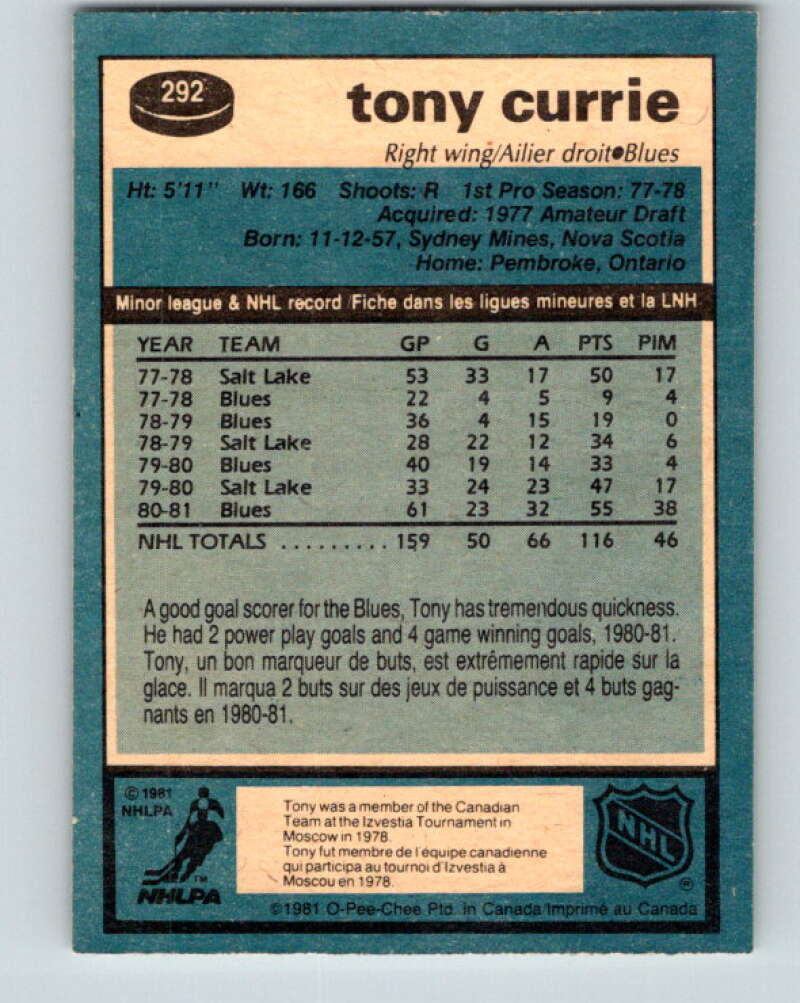 292
tony currie
Right wing/Ailier droit●Blues
Ht: 5'11" Wt: 166 Shoots: R 1st Pro Season: 77-78
Acquired: 1977 Amateur Draft
Born: 11-12-57, Sydney Mines, Nova Scotia
Home: Pembroke, Ontario
Minor league & NHL record/Fiche dans les ligues mineures et la LNH
YEAR TEAM GP G A PTS PIM
77-78 Salt Lake 53 33 17 50 17
77-78 Blues 22 4 5 9 4
78-79 Blues 36 4 15 19 0
78-79 Salt Lake 28 22 12 34 6
79-80 Blues 40 19 14 33 4
79-80 Salt Lake 33 24 23 47 17
80-81 Blues 61 23 32 55 38
NHL TOTALS ......... 159 50 66 116 46
A good goal scorer for the Blues, Tony has tremendous quickness.
He had 2 power play goals and 4 game winning goals, 1980-81.
Tony, un bon marqueur de buts, est extrêmement rapide sur la
glace. Il marqua 2 buts sur des jeux de puissance et 4 buts gag-
nants en 1980-81.
© 1981
NHLPA
TM
NHLPA
Tony was a member of the Canadian
Team at the Izvestia Tournament in
Moscow in 1978.
Tony fut membre de l'équipe canadienne
qui participa au tournoi d'Izvestia à
Moscou en 1978.
NHL
®
©1981 O-Pee-Chee Ptd. in Canada/Imprimé au Canada